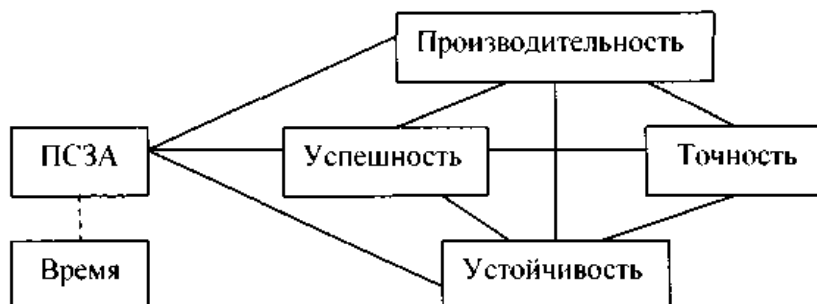 Производительность
ПСЗА
Успешность
Точность
Время
Устойчивость